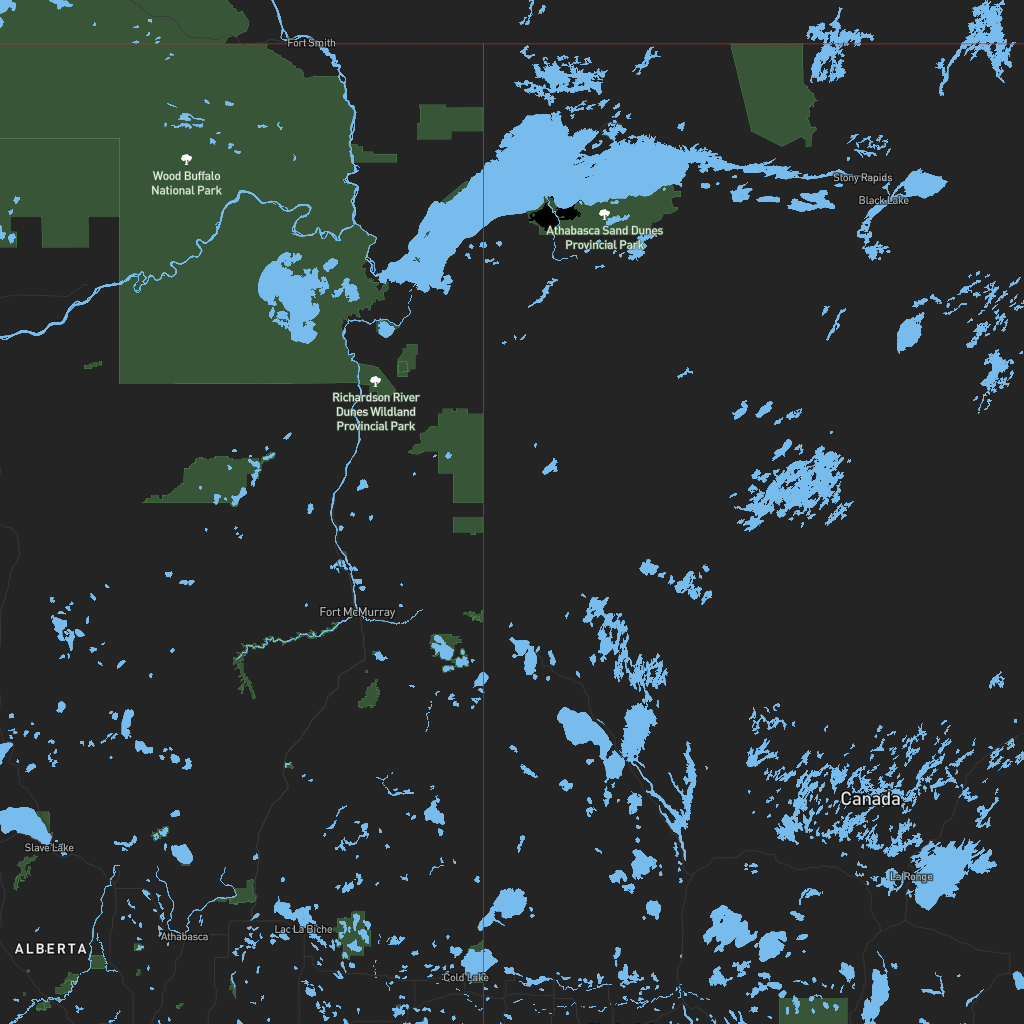 Fort Smith
Wood Buffalo
National Park
Stony Rapids
Black Lake
Athabasca Sand Dunes
Provincial Park
Richardson River
Dunes Wildland
Provincial Park
Fort McMurray
Canada
Slave Lake
La Ronge
Lac La Biche
Athabasca
ALBERTA
Cold Lake